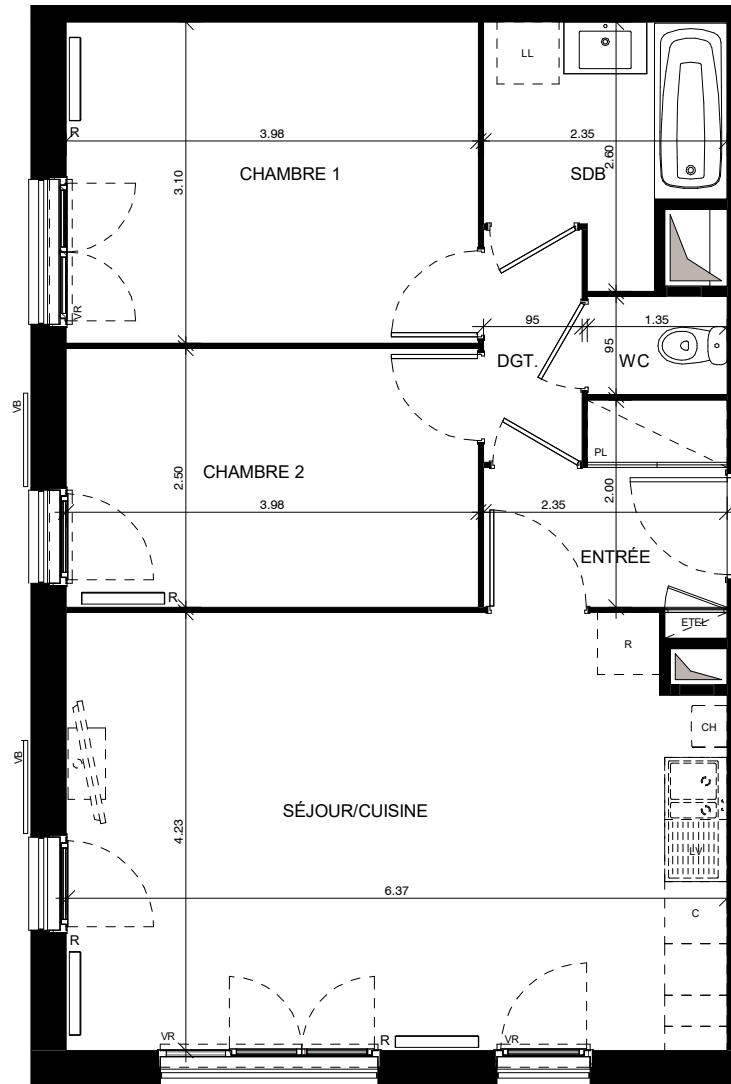 LL
R
3.98
2.35
CHAMBRE 1
SDB
3.10
2.60
VR
95
1.35
95
DGT.
WC
VB
PL
CHAMBRE 2
2.50
2.00
3.98
2.35
ENTRÉE
R
ETEL
R
CH
VB
SÉJOUR/CUISINE
4.23
LV
6.37
C
R
VR
R
VR